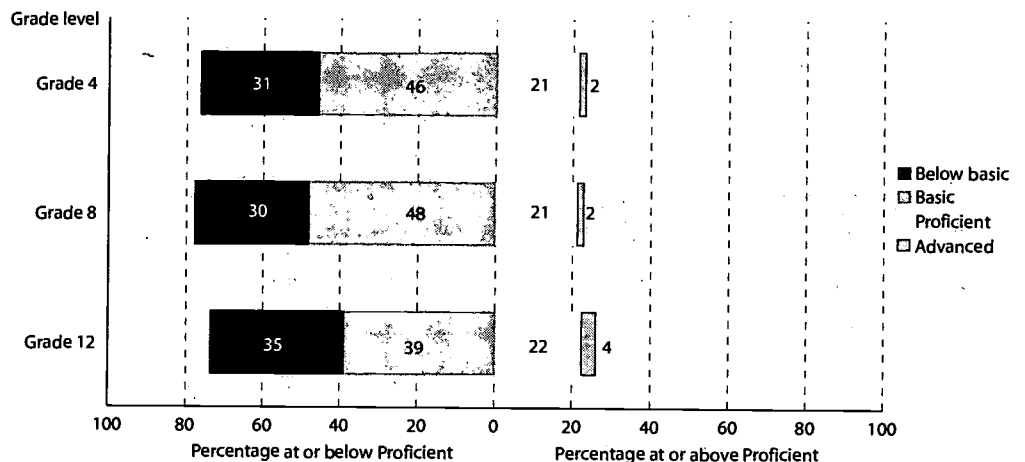 Grade level
Grade 4
31 46 21 2
Grade 8
30 48 21 2
Below basic
Basic
Proficient
Advanced
Grade 12
35 39 22 4
100 80 60 40 20 0 20 40 60 80 100
Percentage at or below Proficient Percentage at or above Proficient